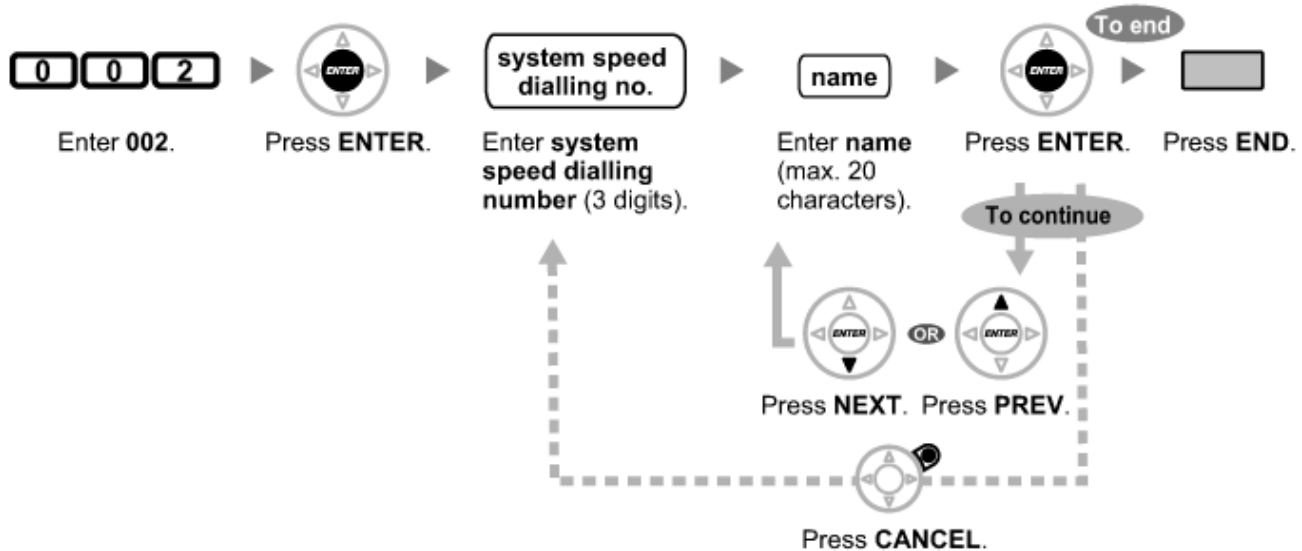 0 0 2
ENTER
system speed
dialling no.
name
ENTER
To end
Enter 002.
Press ENTER.
Enter system
speed dialling
number (3 digits).
Enter name
(max. 20
characters).
Press ENTER.
Press END.
To continue
ENTER
OR
ENTER
Press NEXT.
Press PREV.
Press CANCEL.